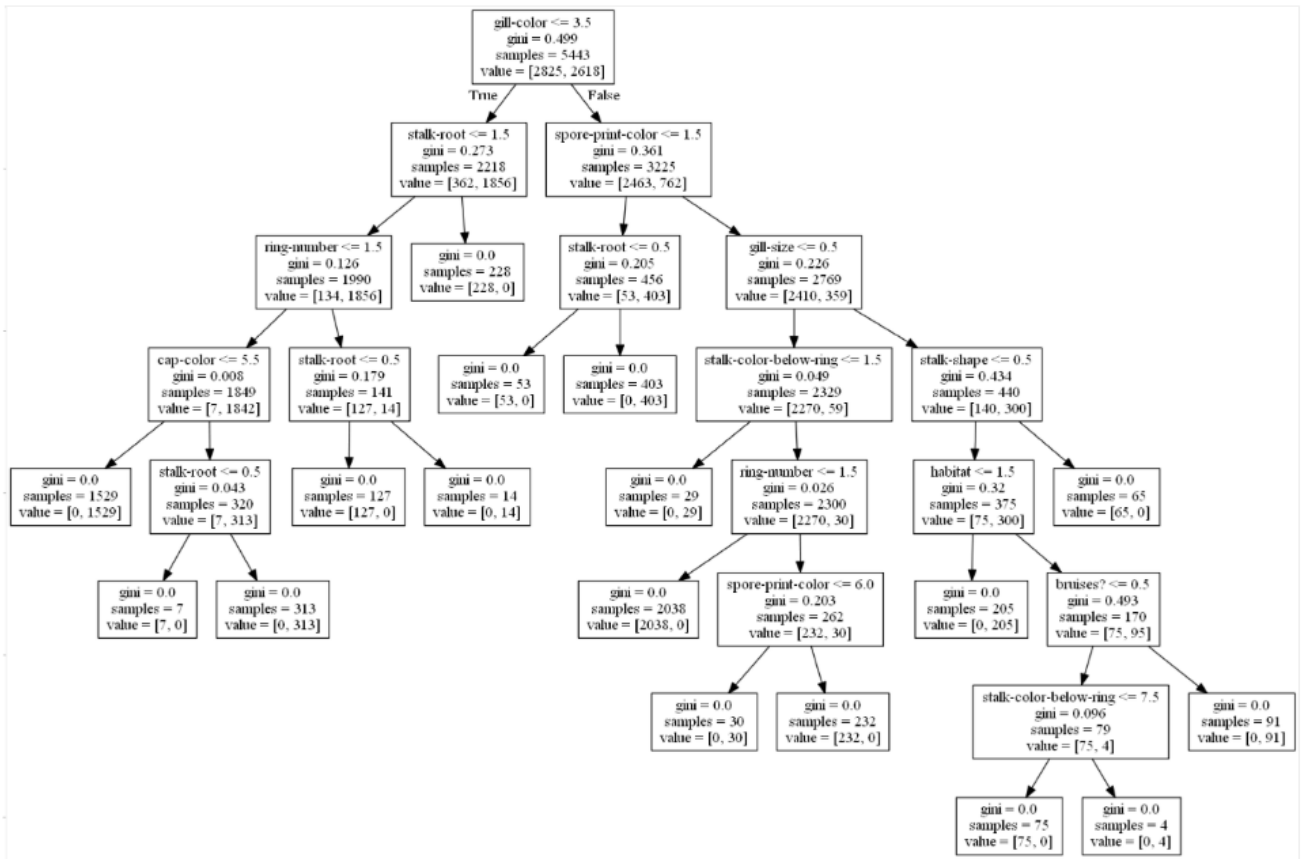 gill-color <= 3.5
gini = 0.499
samples = 5443
value = [2825, 2618]
True
False
stalk-root <= 1.5
gini = 0.273
samples = 2218
value = [362, 1856]
spore-print-color <= 1.5
gini = 0.361
samples = 3225
value = [2463, 762]
ring-number <= 1.5
gini = 0.126
samples = 1990
value = [134, 1856]
gini = 0.0
samples = 228
value = [228, 0]
stalk-root <= 0.5
gini = 0.205
samples = 456
value = [53, 403]
gill-size <= 0.5
gini = 0.226
samples = 2769
value = [2410, 359]
cap-color <= 5.5
gini = 0.008
samples = 1849
value = [7, 1842]
stalk-root <= 0.5
gini = 0.179
samples = 141
value = [127, 14]
gini = 0.0
samples = 53
value = [53, 0]
gini = 0.0
samples = 403
value = [0, 403]
stalk-color-below-ring <= 1.5
gini = 0.049
samples = 2329
value = [2270, 59]
stalk-shape <= 0.5
gini = 0.434
samples = 440
value = [140, 300]
gini = 0.0
samples = 1529
value = [0, 1529]
stalk-root <= 0.5
gini = 0.043
samples = 320
value = [7, 313]
gini = 0.0
samples = 127
value = [127, 0]
gini = 0.0
samples = 14
value = [0, 14]
gini = 0.0
samples = 29
value = [0, 29]
ring-number <= 1.5
gini = 0.026
samples = 2300
value = [2270, 30]
habitat <= 1.5
gini = 0.32
samples = 375
value = [75, 300]
gini = 0.0
samples = 65
value = [65, 0]
gini = 0.0
samples = 7
value = [7, 0]
gini = 0.0
samples = 313
value = [0, 313]
gini = 0.0
samples = 2038
value = [2038, 0]
spore-print-color <= 6.0
gini = 0.203
samples = 262
value = [232, 30]
gini = 0.0
samples = 205
value = [0, 205]
bruises? <= 0.5
gini = 0.493
samples = 170
value = [75, 95]
gini = 0.0
samples = 30
value = [0, 30]
gini = 0.0
samples = 232
value = [232, 0]
stalk-color-below-ring <= 7.5
gini = 0.096
samples = 79
value = [75, 4]
gini = 0.0
samples = 91
value = [0, 91]
gini = 0.0
samples = 75
value = [75, 0]
gini = 0.0
samples = 4
value = [0, 4]